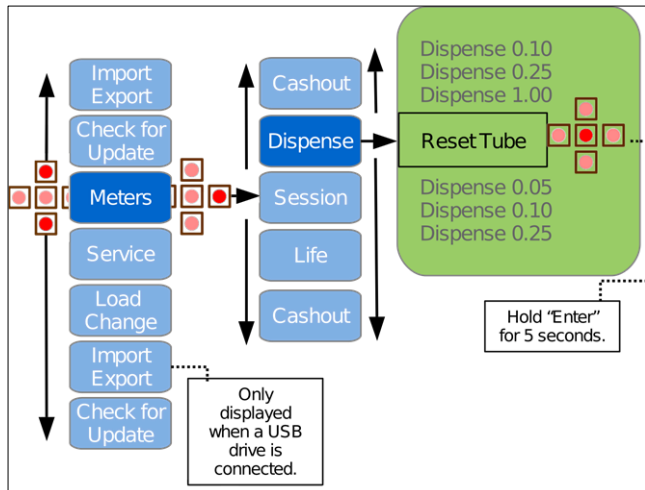 Import
Export
Check for
Update
Meters
Service
Load
Change
Import
Export
Check for
Update
Only
displayed
when a USB
drive is
connected.
Cashout
Dispense
Session
Life
Cashout
Dispense 0.10
Dispense 0.25
Dispense 1.00
Reset Tube
Dispense 0.05
Dispense 0.10
Dispense 0.25
Hold “Enter”
for 5 seconds.